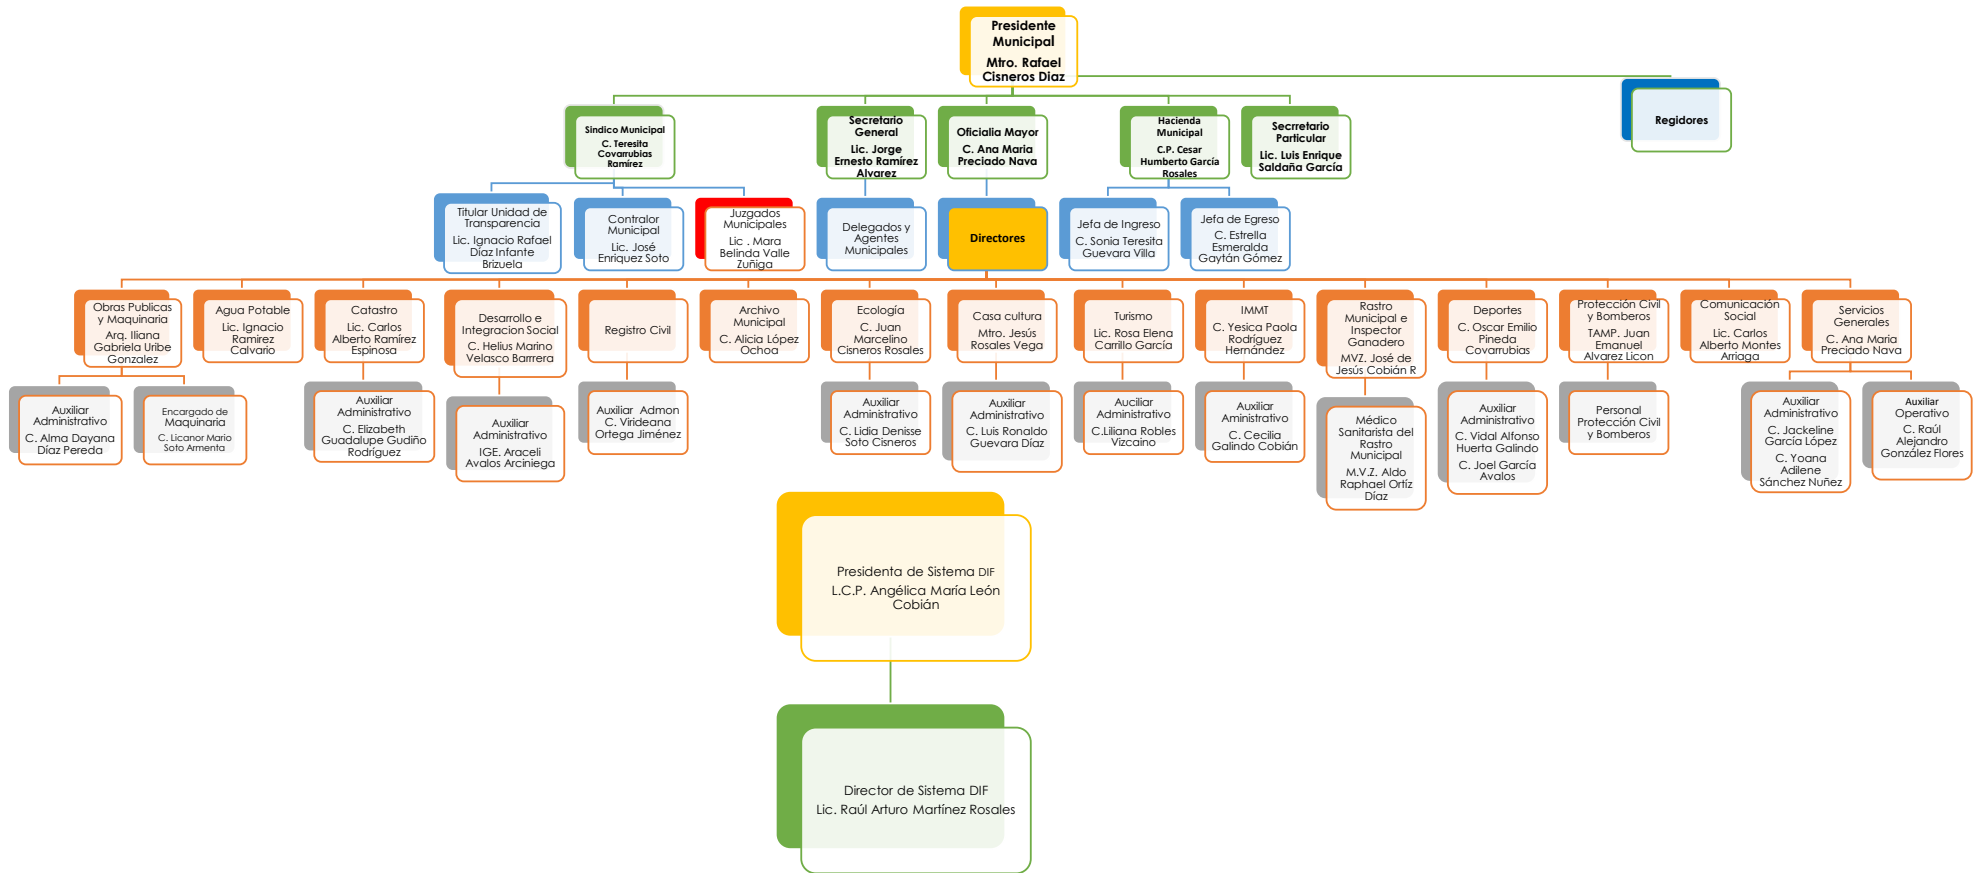 Presidente
Municipal
Mtro. Rafael
Cisneros Diaz
Regidores
Sindico Municipal
C. Teresita
Covarrubias
Ramírez
Secretario
General
Lic. Jorge
Ernesto Ramírez
Alvarez
Oficialia Mayor
C. Ana Maria
Preciado Nava
Hacienda
Municipal
C.P. Cesar
Humberto García
Rosales
Secrretario
Particular
Lic. Luis Enrique
Saldaña García
Titular Unidad de
Transparencia
Lic. Ignacio Rafael
Díaz Infante
Brizuela
Contralor
Municipal
Lic. José
Enriquez Soto
Juzgados
Municipales
Lic . Mara
Belinda Valle
Zuñiga
Delegados y
Agentes
Municipales
Directores
Jefa de Ingreso
C. Sonia Teresita
Guevara Villa
Jefa de Egreso
C. Estrella
Esmeralda
Gaytán Gómez
Obras Publicas
y Maquinaria
Arq. Iliana
Gabriela Uribe
Gonzalez
Agua Potable
Lic. Ignacio
Ramirez
Calvario
Catastro
Lic. Carlos
Alberto Ramírez
Espinosa
Desarrollo e
Integracion Social
C. Helius Marino
Velasco Barrrera
Registro Civil
Archivo
Municipal
C. Alicia López
Ochoa
Ecología
C. Juan
Marcelino
Cisneros Rosales
Casa cultura
Mtro. Jesús
Rosales Vega
Turismo
Lic. Rosa Elena
Carrillo García
IMMT
C. Yesica Paola
Rodríguez
Hernández
Rastro
Municipal e
Inspector
Ganadero
MVZ. José de
Jesús Cobián R
Deportes
C. Oscar Emilio
Pineda
Covarrubias
Protección Civil
y Bomberos
TAMP. Juan
Emanuel
Alvarez Licon
Comunicación
Social
Lic. Carlos
Alberto Montes
Arriaga
Servicios
Generales
C. Ana Maria
Preciado Nava
Auxiliar
Administrativo
C. Alma Dayana
Díaz Pereda
Encargado de
Maquinaria
C. Licanor Mario
Soto Armenta
Auxiliar
Administrativo
C. Elizabeth
Guadalupe Gudiño
Rodríguez
Auxiliar
Administrativo
IGE. Araceli
Avalos Arciniega
Auxiliar  Admon
C. Virideana
Ortega Jiménez
Auxiliar
Administrativo
C. Lidia Denisse
Soto Cisneros
Auxiliar
Administrativo
C. Luis Ronaldo
Guevara Díaz
Auciliar
Administrativo
C.Liliana Robles
Vizcaino
Auxiliar
Aministrativo
C. Cecilia
Galindo Cobián
Médico
Sanitarista del
Rastro
Municipal
M.V.Z. Aldo
Raphael Ortíz
Díaz
Auxiliar
Administrativo
C. Vidal Alfonso
Huerta Galindo
C. Joel García
Avalos
Personal
Protección Civil
y Bomberos
Auxiliar
Administrativo
C. Jackeline
García López
C. Yoana
Adilene
Sánchez Nuñez
Auxiliar
Operativo
C. Raúl
Alejandro
González Flores
Presidenta de Sistema DIF
L.C.P. Angélica María León
Cobián
Director de Sistema DIF
Lic. Raúl Arturo Martínez Rosales